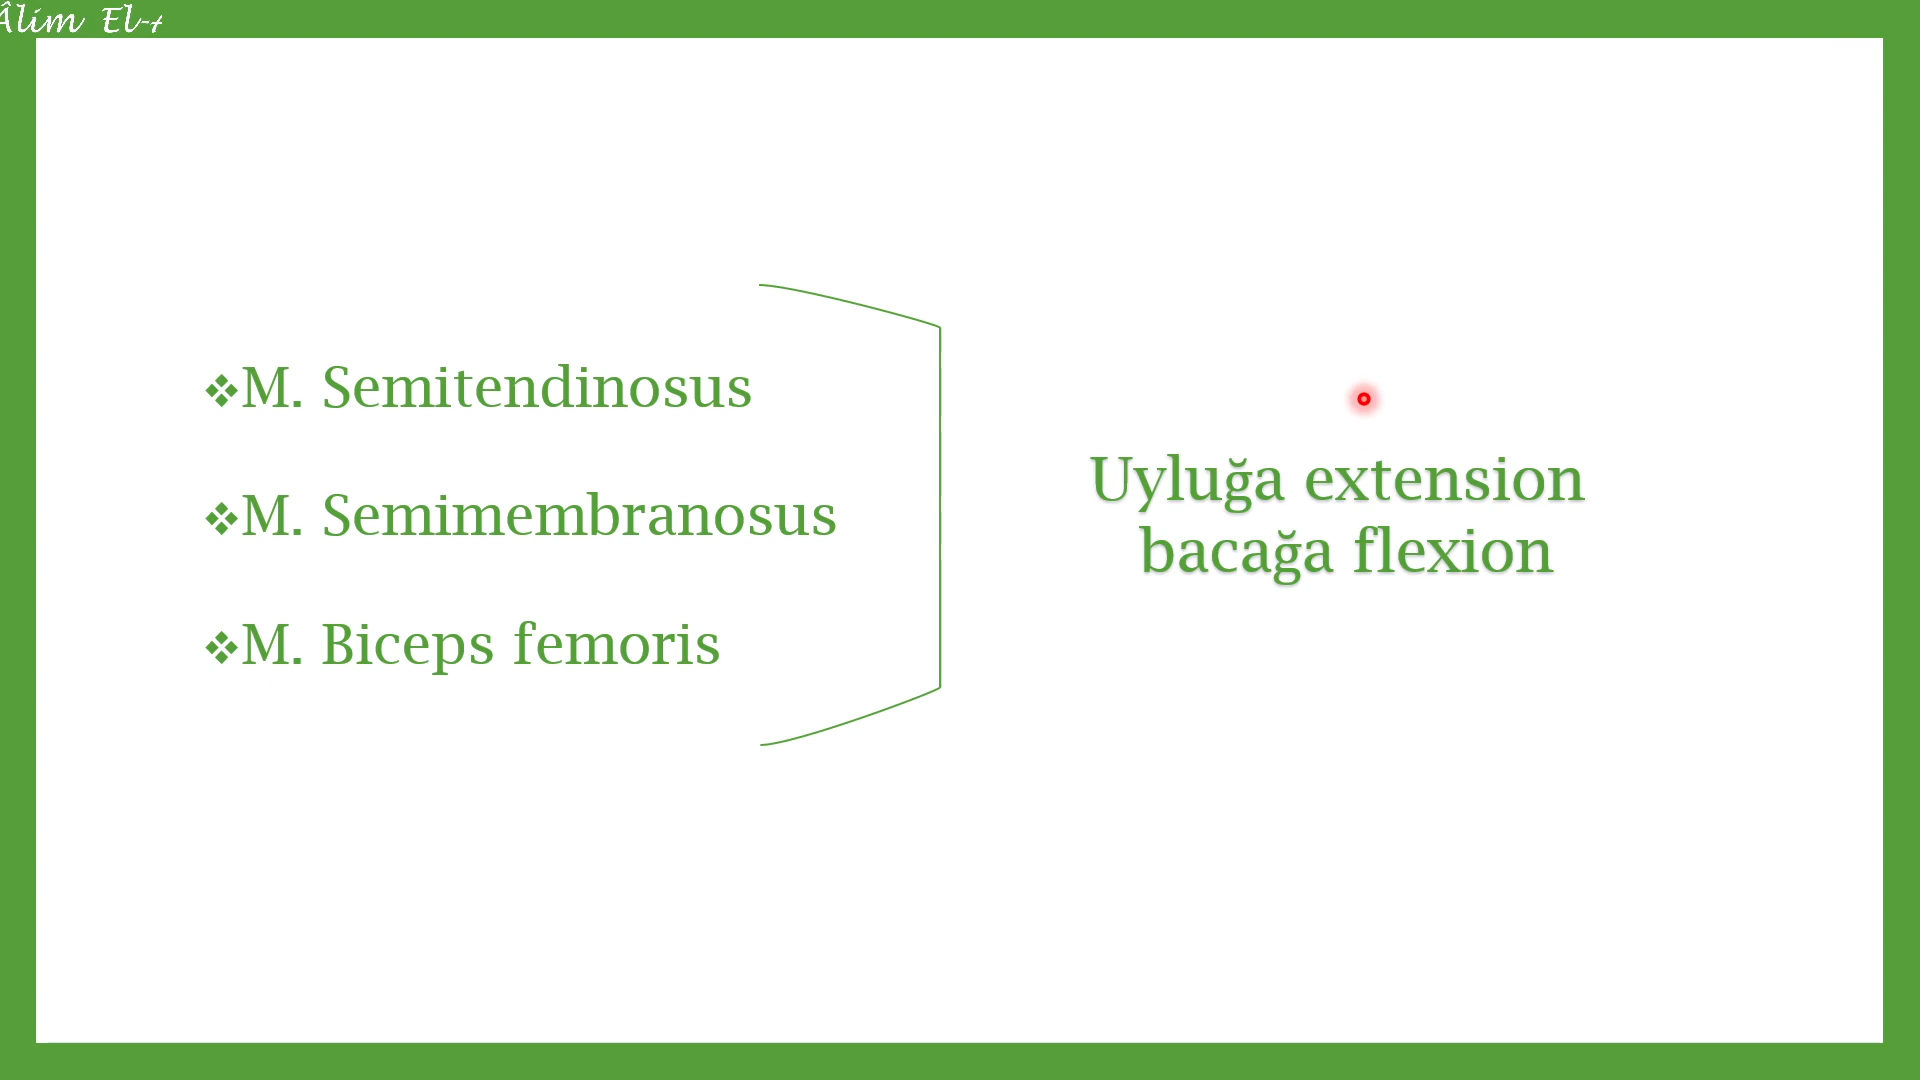 Âlim El-
❖M. Semitendinosus
❖M. Semimembranosus
❖M. Biceps femoris
Uyluğa extension
bacağa flexion